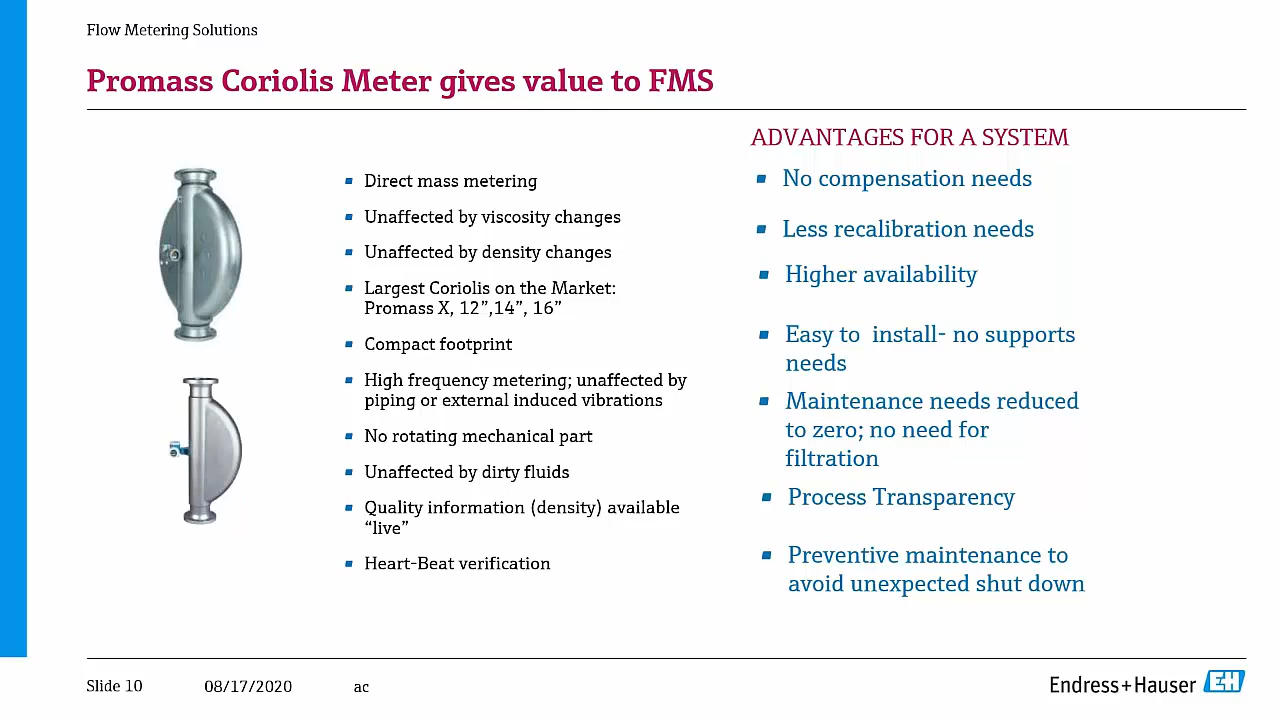 Flow Metering Solutions
Promass Coriolis Meter gives value to FMS
Direct mass metering
Unaffected by viscosity changes
Unaffected by density changes
Largest Coriolis on the Market:
Promass X, 12”,14”, 16”
Compact footprint
High frequency metering; unaffected by
piping or external induced vibrations
No rotating mechanical part
Unaffected by dirty fluids
Quality information (density) available
“live”
Heart-Beat verification
ADVANTAGES FOR A SYSTEM
No compensation needs
Less recalibration needs
Higher availability
Easy to  install- no supports
needs
Maintenance needs reduced
to zero; no need for
filtration
Process Transparency
Preventive maintenance to
avoid unexpected shut down
Slide 10 08/17/2020 ac
Endress+Hauser EH